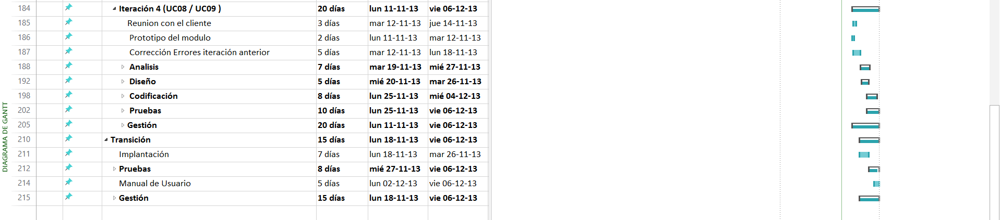 184 Iteración 4 (UC08 / UC09 ) 20 días lun 11-11-13 vie 06-12-13
185 Reunion con el cliente 3 días mar 12-11-13 jue 14-11-13
186 Prototipo del modulo 2 días lun 11-11-13 mar 12-11-13
187 Corrección Errores iteración anterior 5 días mar 12-11-13 lun 18-11-13
188 Analisis 7 días mar 19-11-13 mié 27-11-13
192 Diseño 5 días mié 20-11-13 mar 26-11-13
198 Codificación 8 días lun 25-11-13 mié 04-12-13
202 Pruebas 10 días lun 25-11-13 vie 06-12-13
205 Gestión 20 días lun 11-11-13 vie 06-12-13
210 Transición 15 días lun 18-11-13 vie 06-12-13
211 Implantación 7 días lun 18-11-13 mar 26-11-13
212 Pruebas 8 días mié 27-11-13 vie 06-12-13
214 Manual de Usuario 5 días lun 02-12-13 vie 06-12-13
215 Gestión 15 días lun 18-11-13 vie 06-12-13
DIAGRAMA DE GANTT